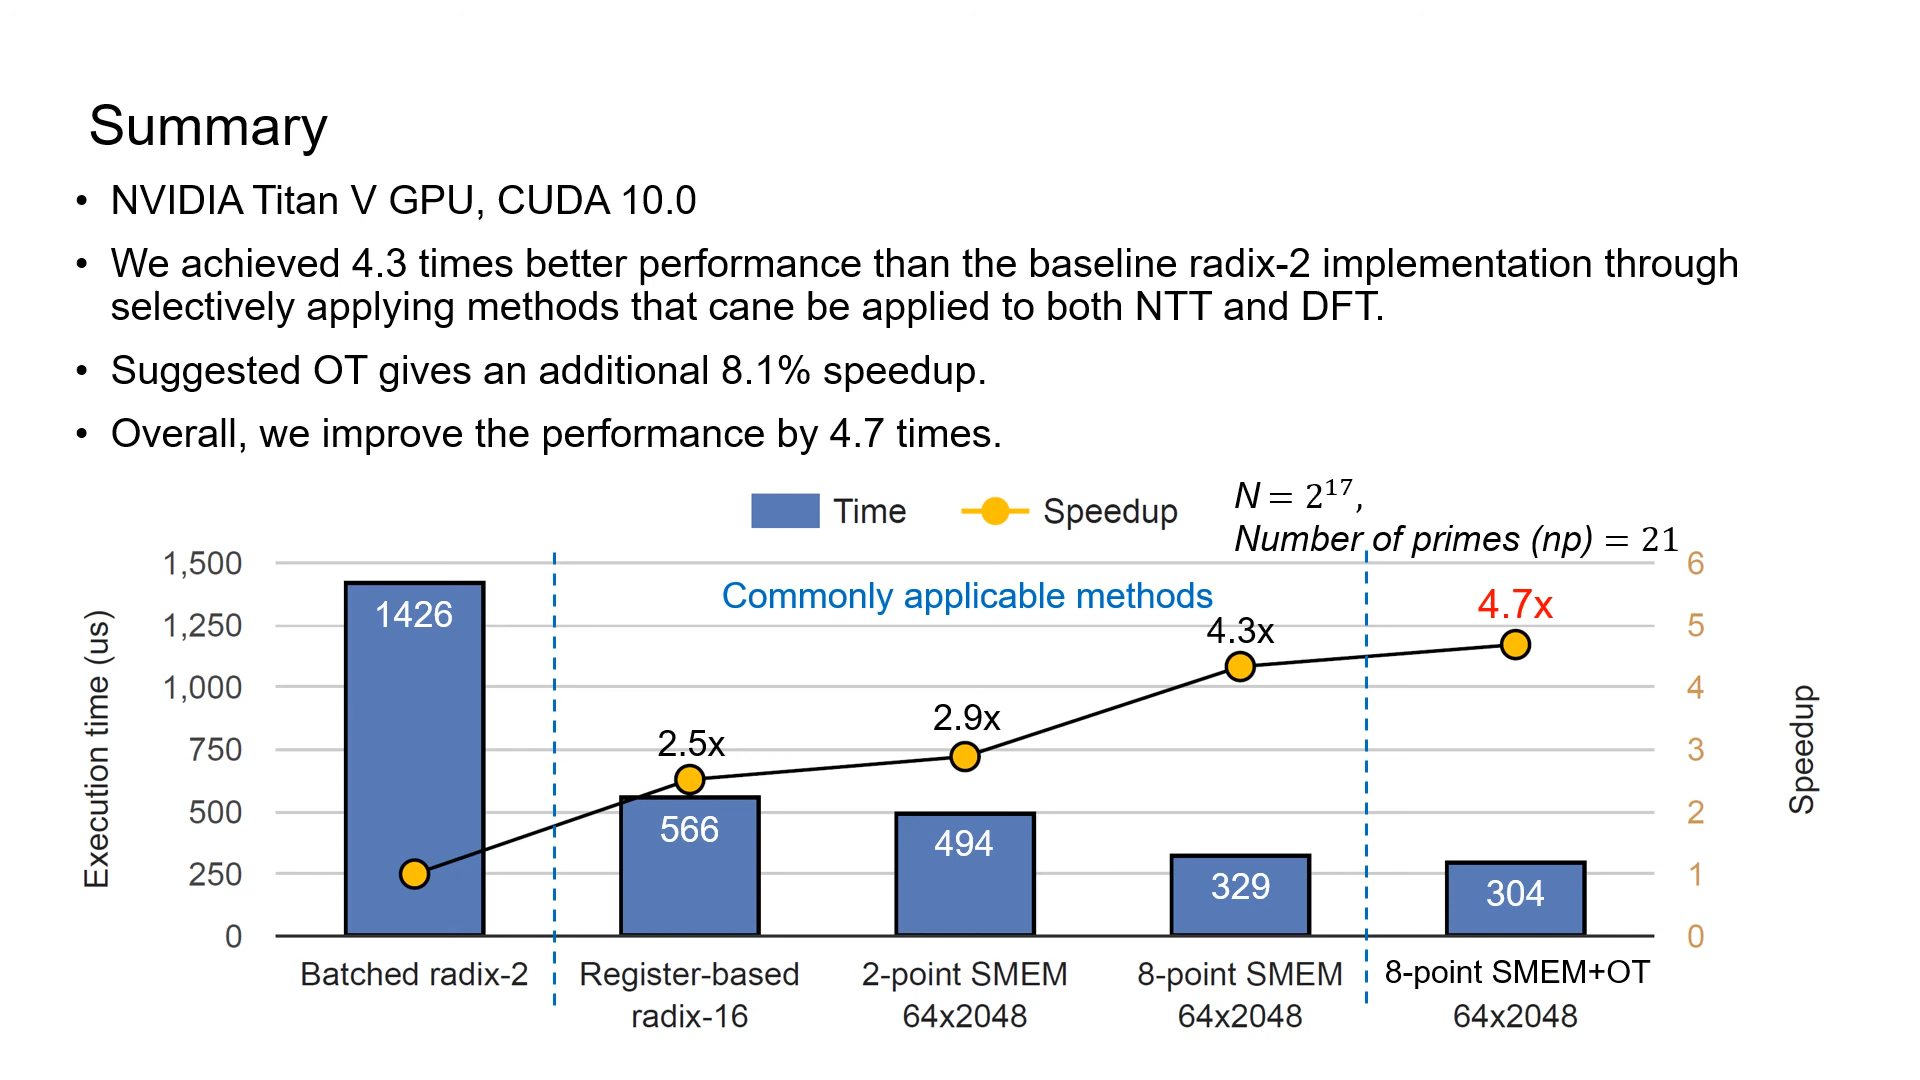 Summary
• NVIDIA Titan V GPU, CUDA 10.0
• We achieved 4.3 times better performance than the baseline radix-2 implementation through
selectively applying methods that cane be applied to both NTT and DFT.
• Suggested OT gives an additional 8.1% speedup.
• Overall, we improve the performance by 4.7 times.
Time
Speedup
N = 2¹⁷,
Number of primes (np) = 21
Execution time (us)
1,500
1,250
1,000
750
500
250
0
Commonly applicable methods
1426
566
494
329
304
2.5x
2.9x
4.3x
4.7x
6
5
4
3
2
1
0
Speedup
Batched radix-2
Register-based
radix-16
2-point SMEM
64x2048
8-point SMEM
64x2048
8-point SMEM+OT
64x2048